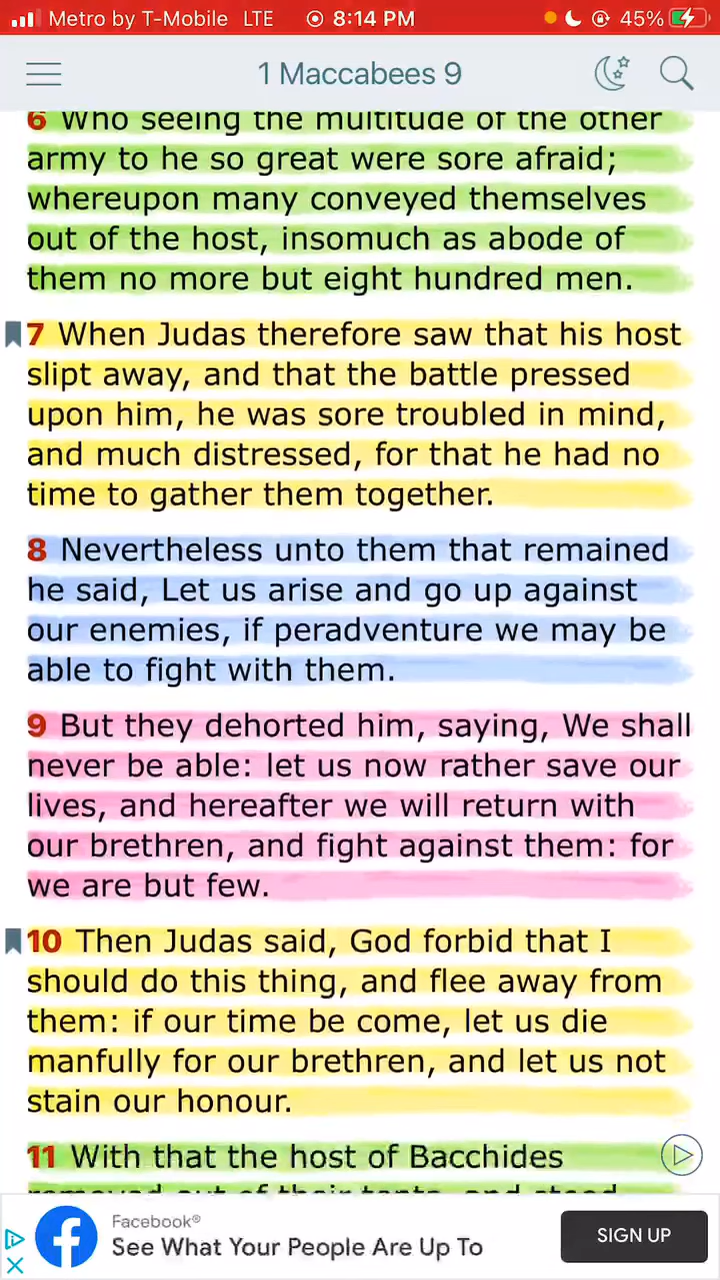 Metro by T-Mobile LTE 8:14 PM 45%
1 Maccabees 9
6 Who seeing the multitude of the other
army to he so great were sore afraid;
whereupon many conveyed themselves
out of the host, insomuch as abode of
them no more but eight hundred men.
7 When Judas therefore saw that his host
slipt away, and that the battle pressed
upon him, he was sore troubled in mind,
and much distressed, for that he had no
time to gather them together.
8 Nevertheless unto them that remained
he said, Let us arise and go up against
our enemies, if peradventure we may be
able to fight with them.
9 But they dehorted him, saying, We shall
never be able: let us now rather save our
lives, and hereafter we will return with
our brethren, and fight against them: for
we are but few.
10 Then Judas said, God forbid that I
should do this thing, and flee away from
them: if our time be come, let us die
manfully for our brethren, and let us not
stain our honour.
11 With that the host of Bacchides
removed out of their tents, and stood
Facebook®
See What Your People Are Up To
SIGN UP